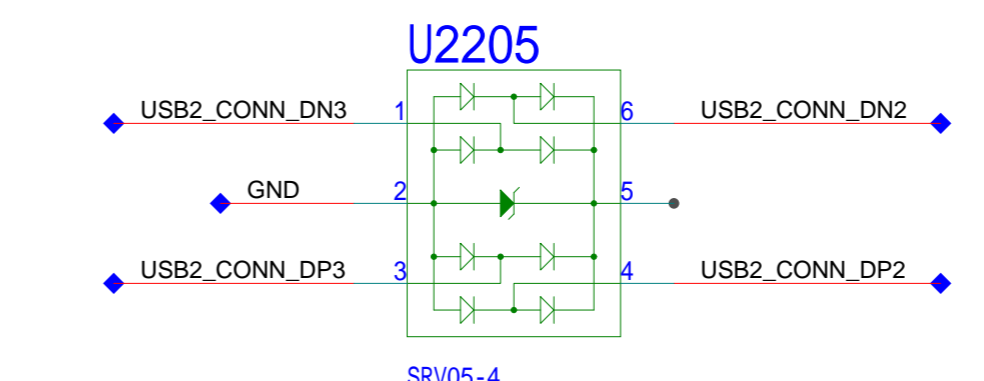 U2205
USB2_CONN_DN3 1 6 USB2_CONN_DN2
GND 2 5
USB2_CONN_DP3 3 4 USB2_CONN_DP2
SRV05-4